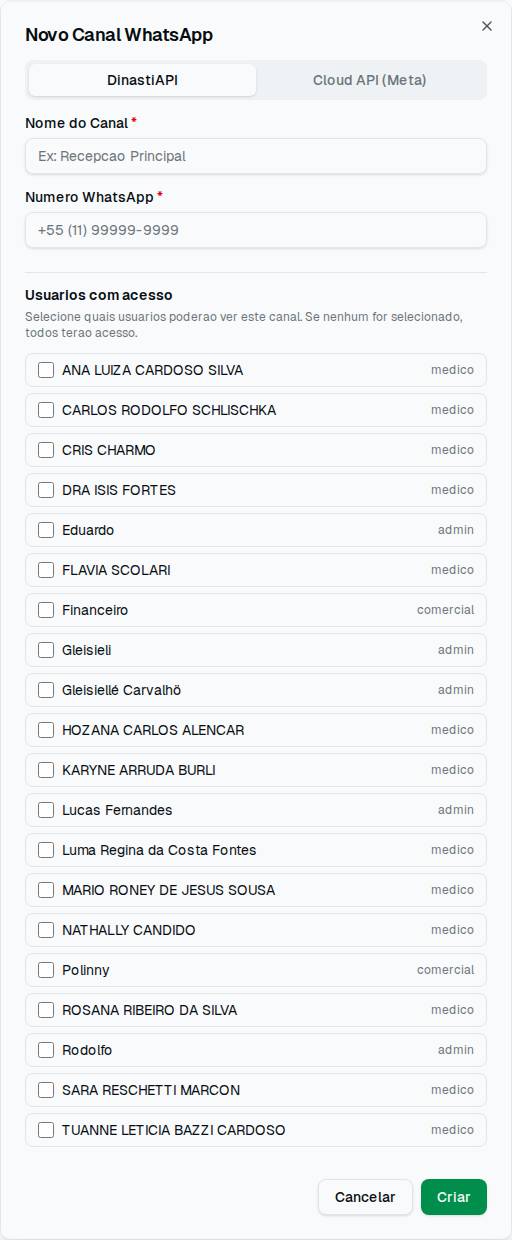 Novo Canal WhatsApp
DinastiAPI
Cloud API (Meta)
Nome do Canal *
Ex: Recepcao Principal
Numero WhatsApp *
+55 (11) 99999-9999
Usuarios com acesso
Selecione quais usuarios poderao ver este canal. Se nenhum for selecionado,
todos terao acesso.
ANA LUIZA CARDOSO SILVA medico
CARLOS RODOLFO SCHLISCHKA medico
CRIS CHARMO medico
DRA ISIS FORTES medico
Eduardo admin
FLAVIA SCOLARI medico
Financeiro comercial
Gleisieli admin
Gleisiellé Carvalhö admin
HOZANA CARLOS ALENCAR medico
KARYNE ARRUDA BURLI medico
Lucas Fernandes admin
Luma Regina da Costa Fontes medico
MARIO RONEY DE JESUS SOUSA medico
NATHALLY CANDIDO medico
Polinny comercial
ROSANA RIBEIRO DA SILVA medico
Rodolfo admin
SARA RESCHETTI MARCON medico
TUANNE LETICIA BAZZI CARDOSO medico
Cancelar
Criar